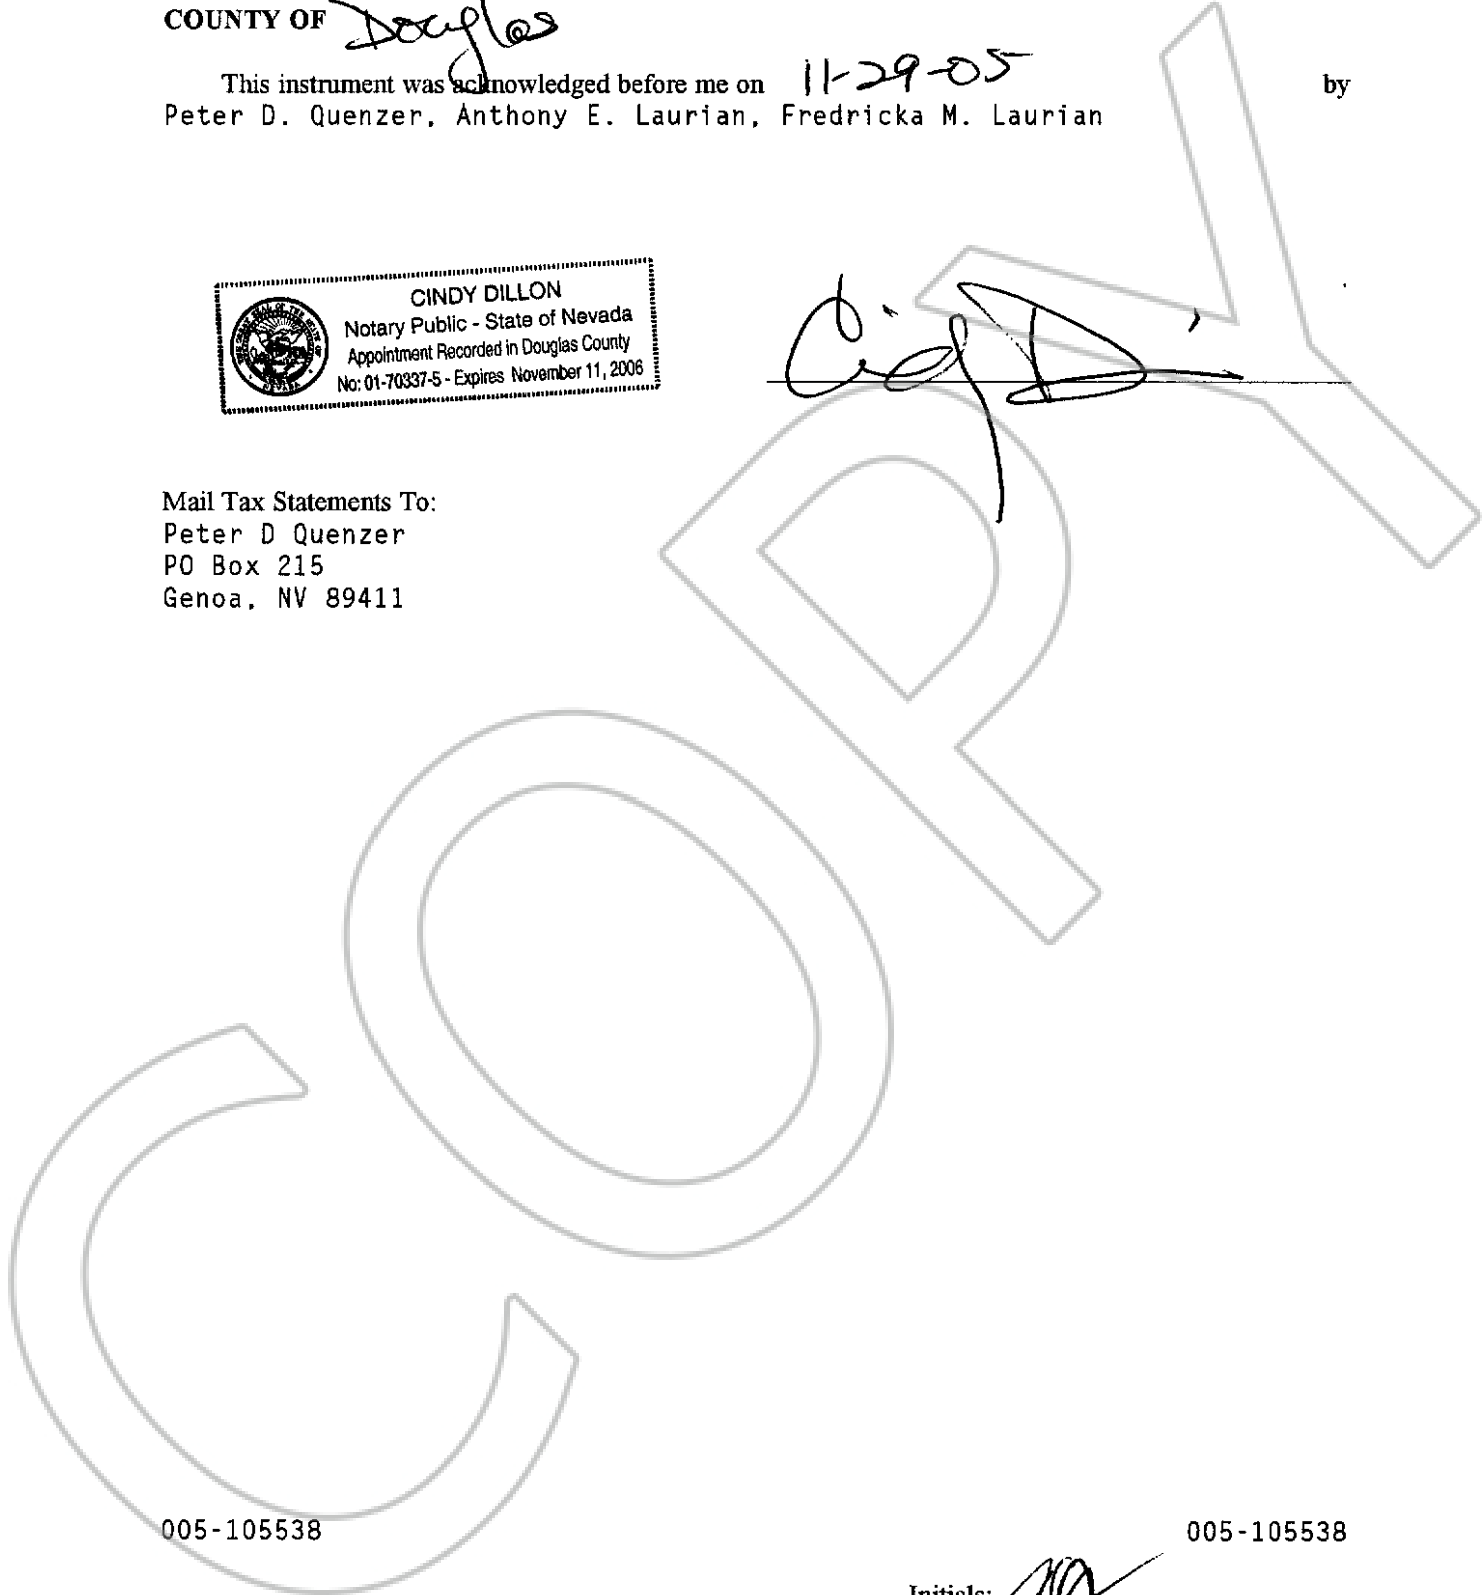 COUNTY OF Douglas
This instrument was acknowledged before me on 11-29-05 by
Peter D. Quenzer, Anthony E. Laurian, Fredricka M. Laurian
CINDY DILLON
Notary Public - State of Nevada
Appointment Recorded in Douglas County
No: 01-70337-5 - Expires November 11, 2006
Mail Tax Statements To:
Peter D Quenzer
PO Box 215
Genoa, NV 89411
COPY
005-105538 005-105538
Initials: